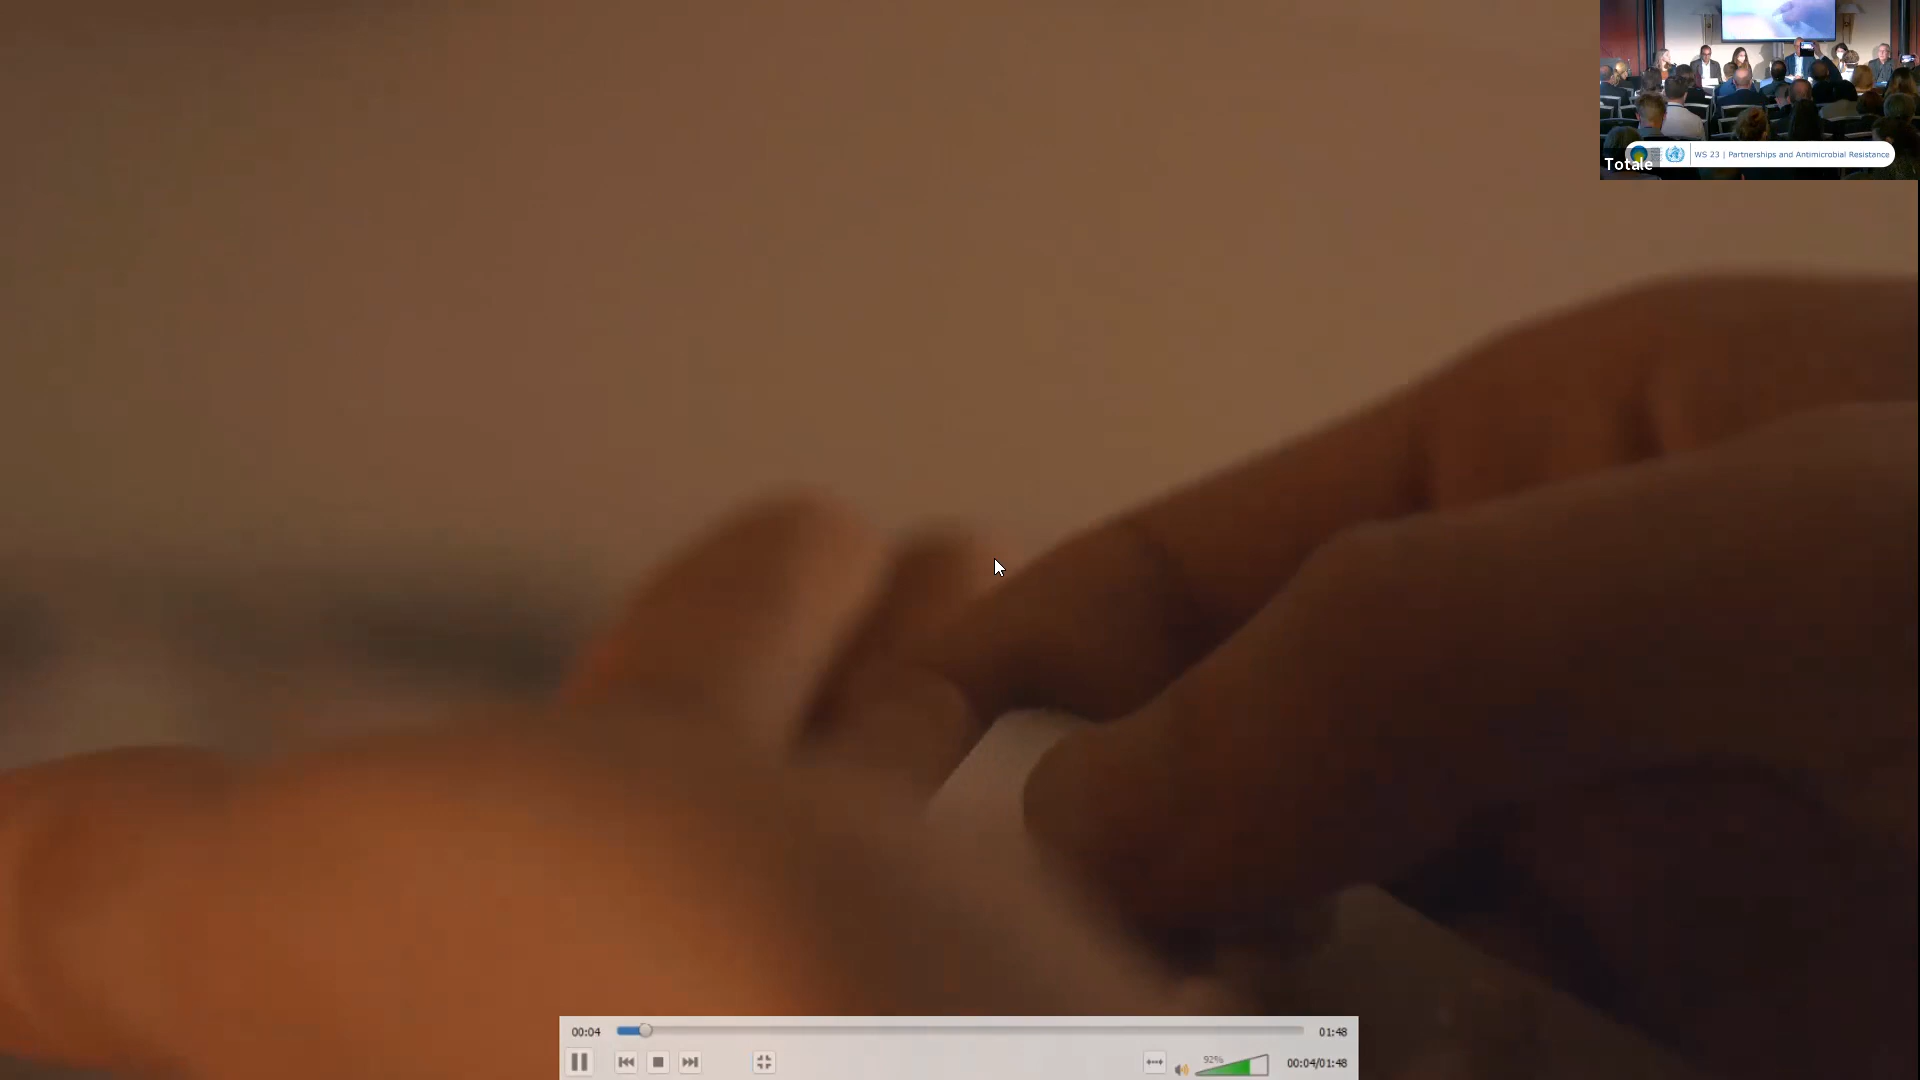 Totale
WS 23 | Partnerships and Antimicrobial Resistance
00:04
01:48
92%
00:04/01:48